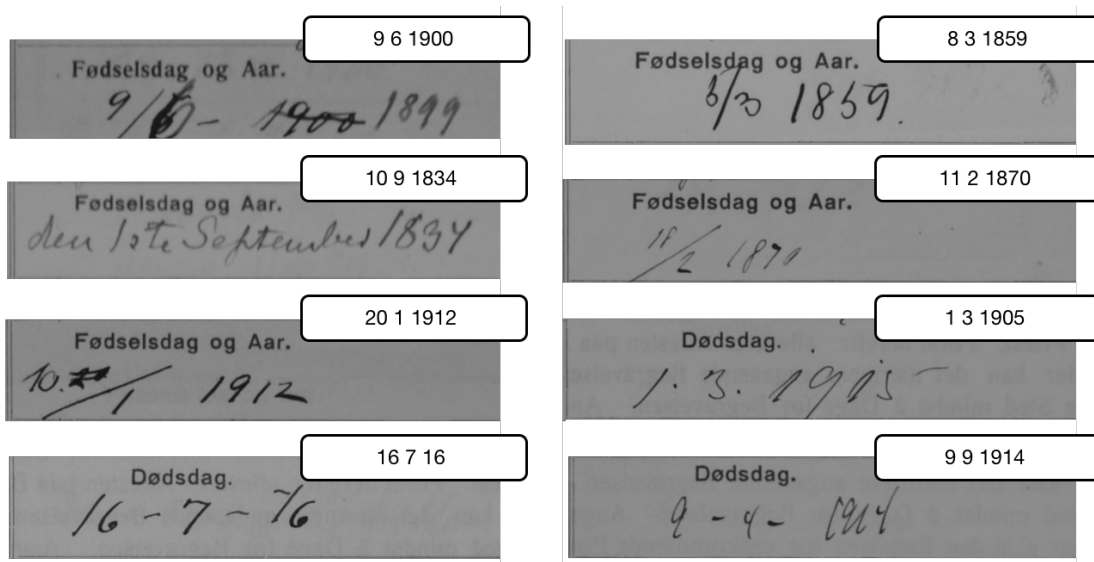 9 6 1900
Fødselsdag og Aar.
9/6 - 1900 1899
8 3 1859
Fødselsdag og Aar.
8/3 1859.
10 9 1834
Fødselsdag og Aar.
den 1ste September 1834
11 2 1870
Fødselsdag og Aar.
/2 1870
20 1 1912
Fødselsdag og Aar.
10. /1 1912
1 3 1905
Dødsdag.
1. 3. 1905
16 7 16
Dødsdag.
16 - 7 - 16
9 9 1914
Dødsdag.
9 - 4 - 1914